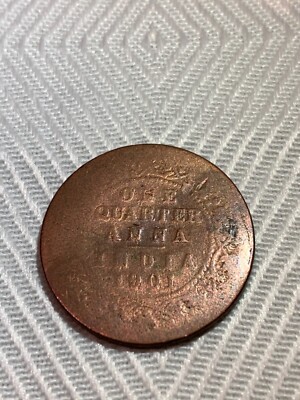 ONE
QUARTER
ANNA
INDIA
1901